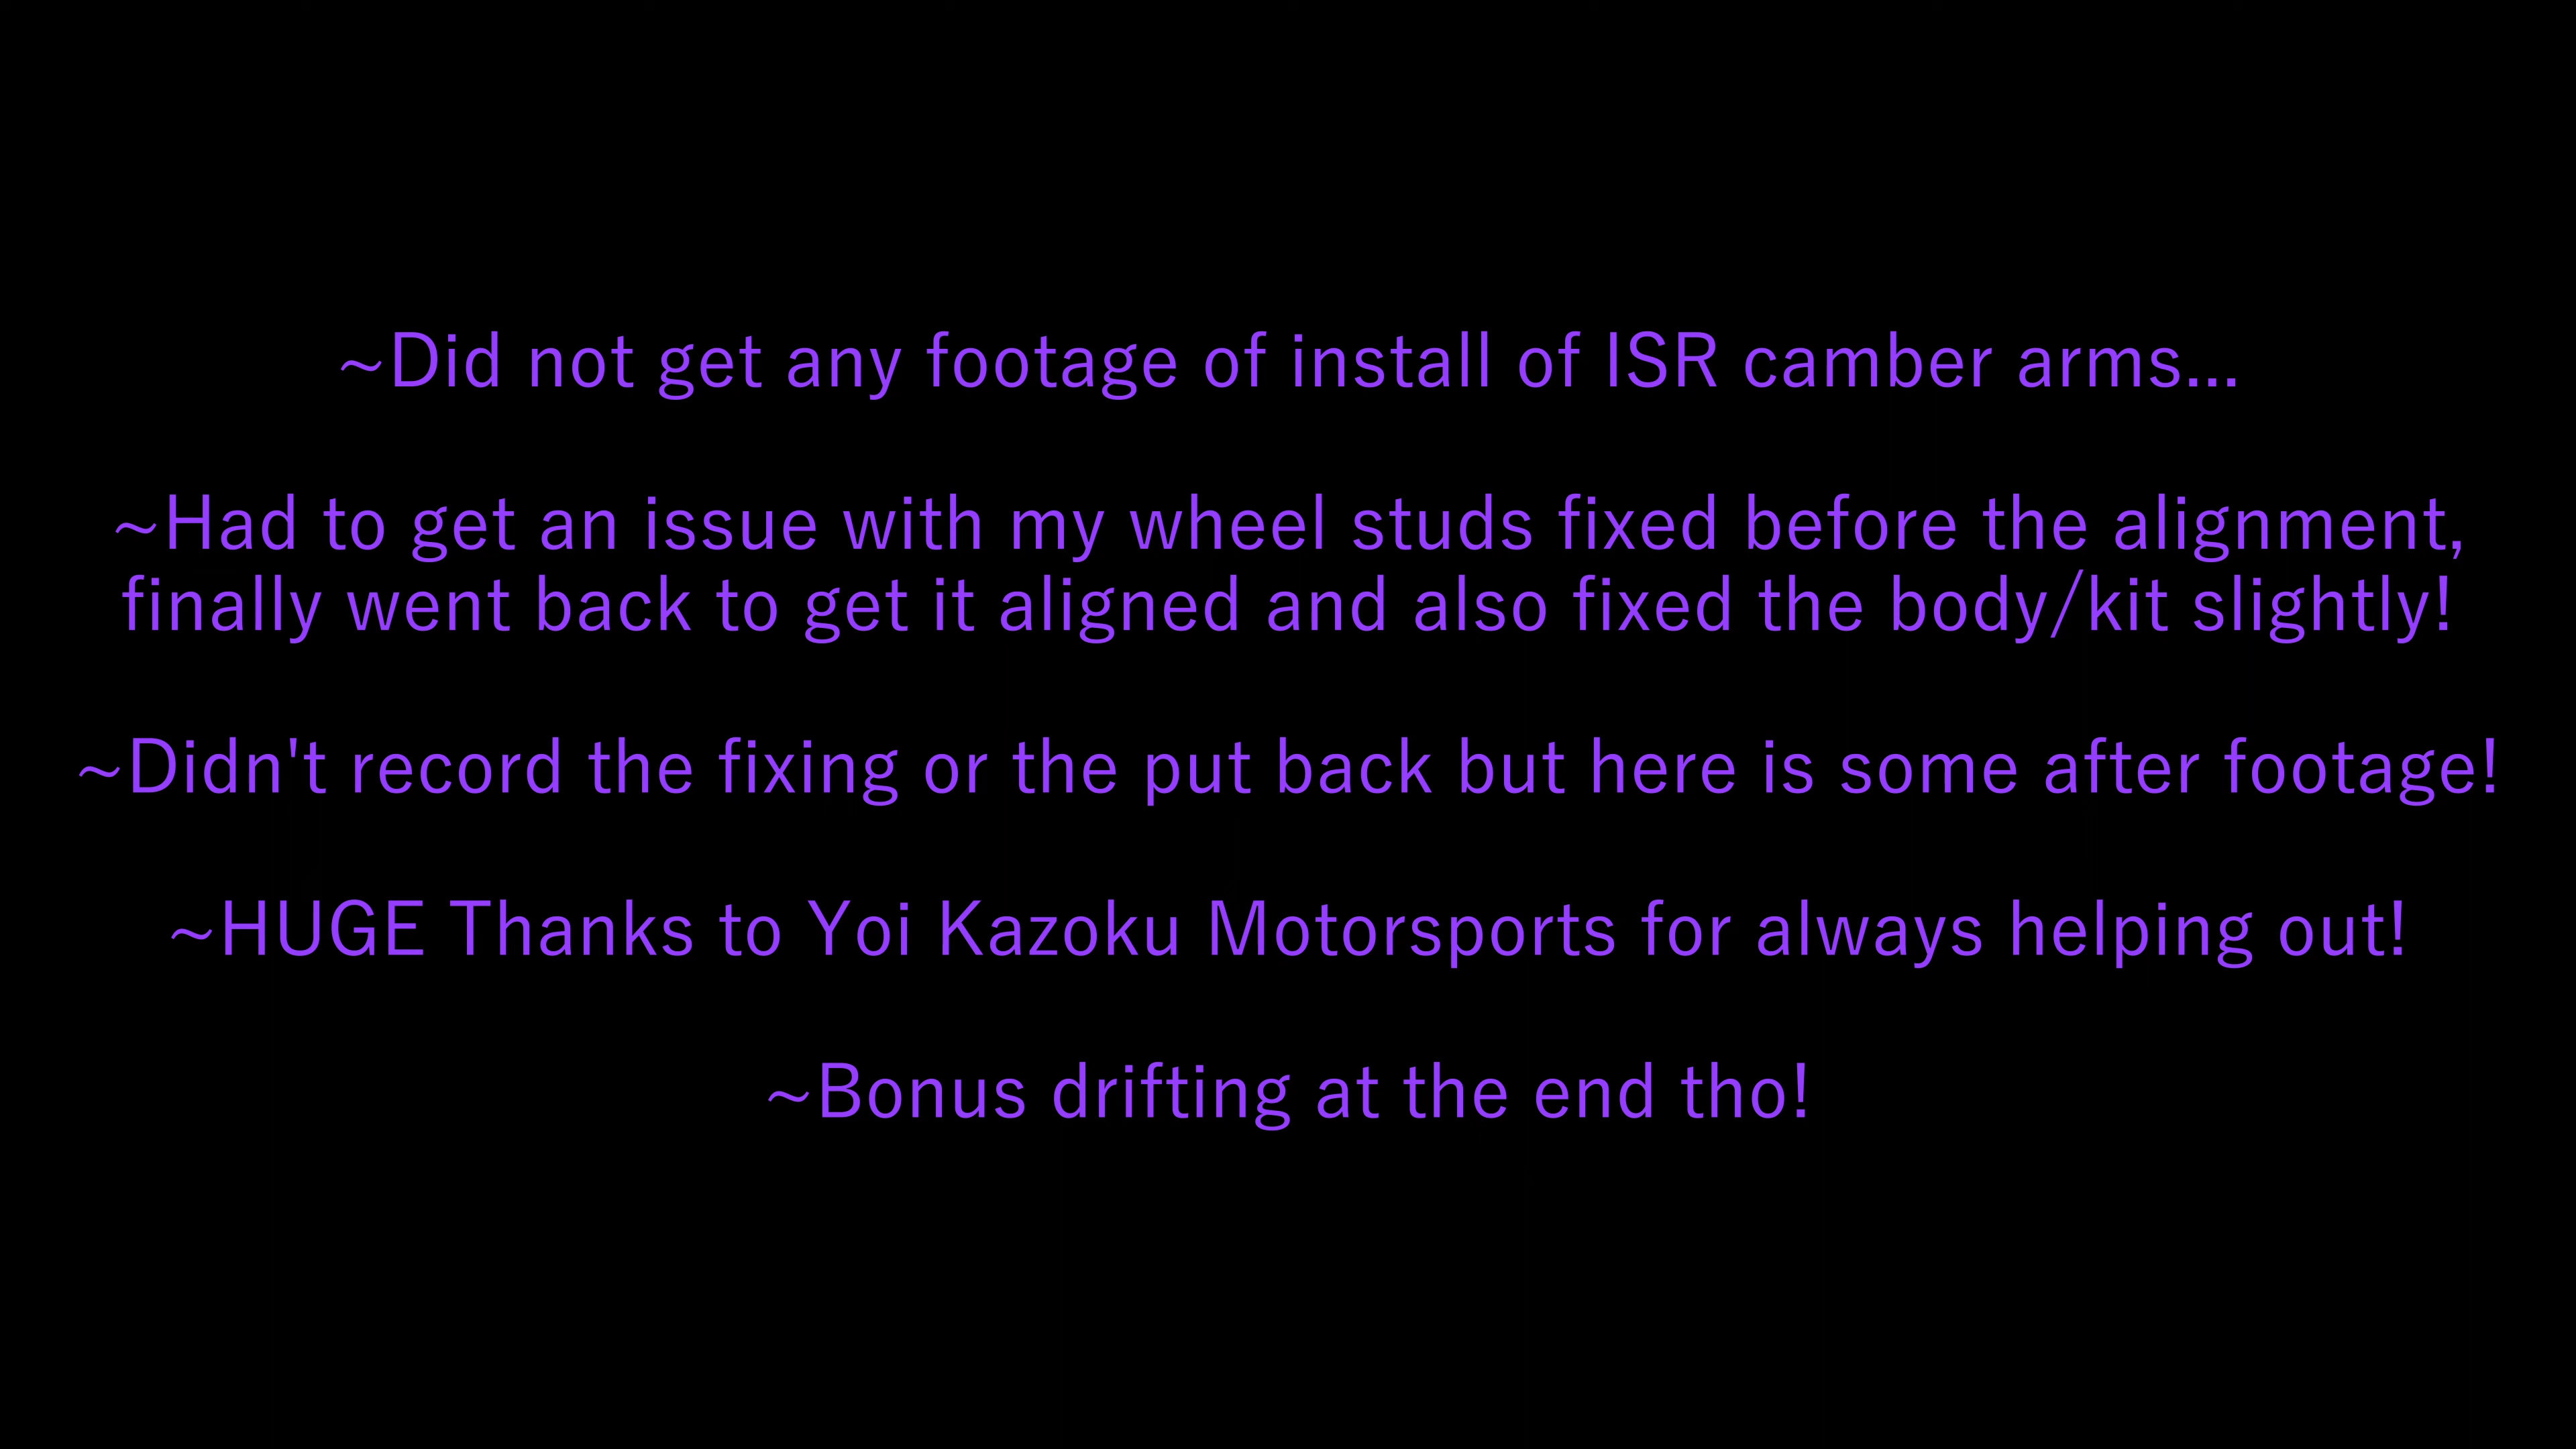 ~Did not get any footage of install of ISR camber arms...
~Had to get an issue with my wheel studs fixed before the alignment,
finally went back to get it aligned and also fixed the body/kit slightly!
~Didn't record the fixing or the put back but here is some after footage!
~HUGE Thanks to Yoi Kazoku Motorsports for always helping out!
~Bonus drifting at the end tho!